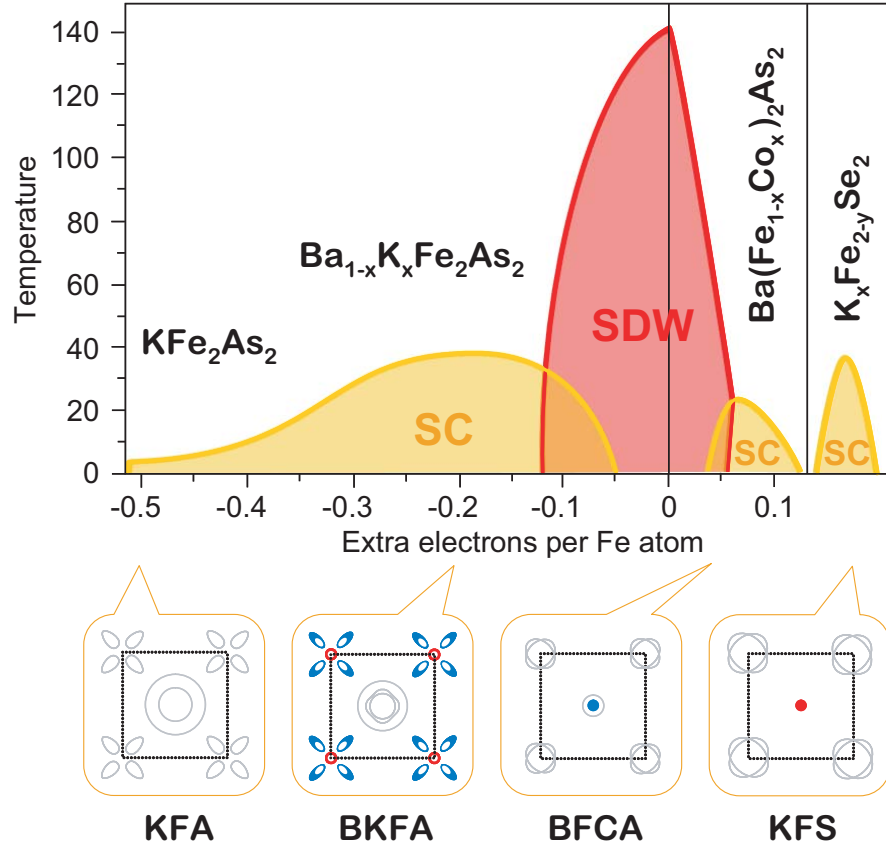 Temperature
140
120
100
80
60
40
20
0
-0.5
-0.4
-0.3
-0.2
-0.1
0
0.1
Extra electrons per Fe atom
KFe₂As₂
Ba₁₋ₓKₓFe₂As₂
SDW
Ba(Fe₁₋ₓCoₓ)₂As₂
KₓFe₂₋ᵧSe₂
SC
SC
SC
KFA
BKFA
BFCA
KFS